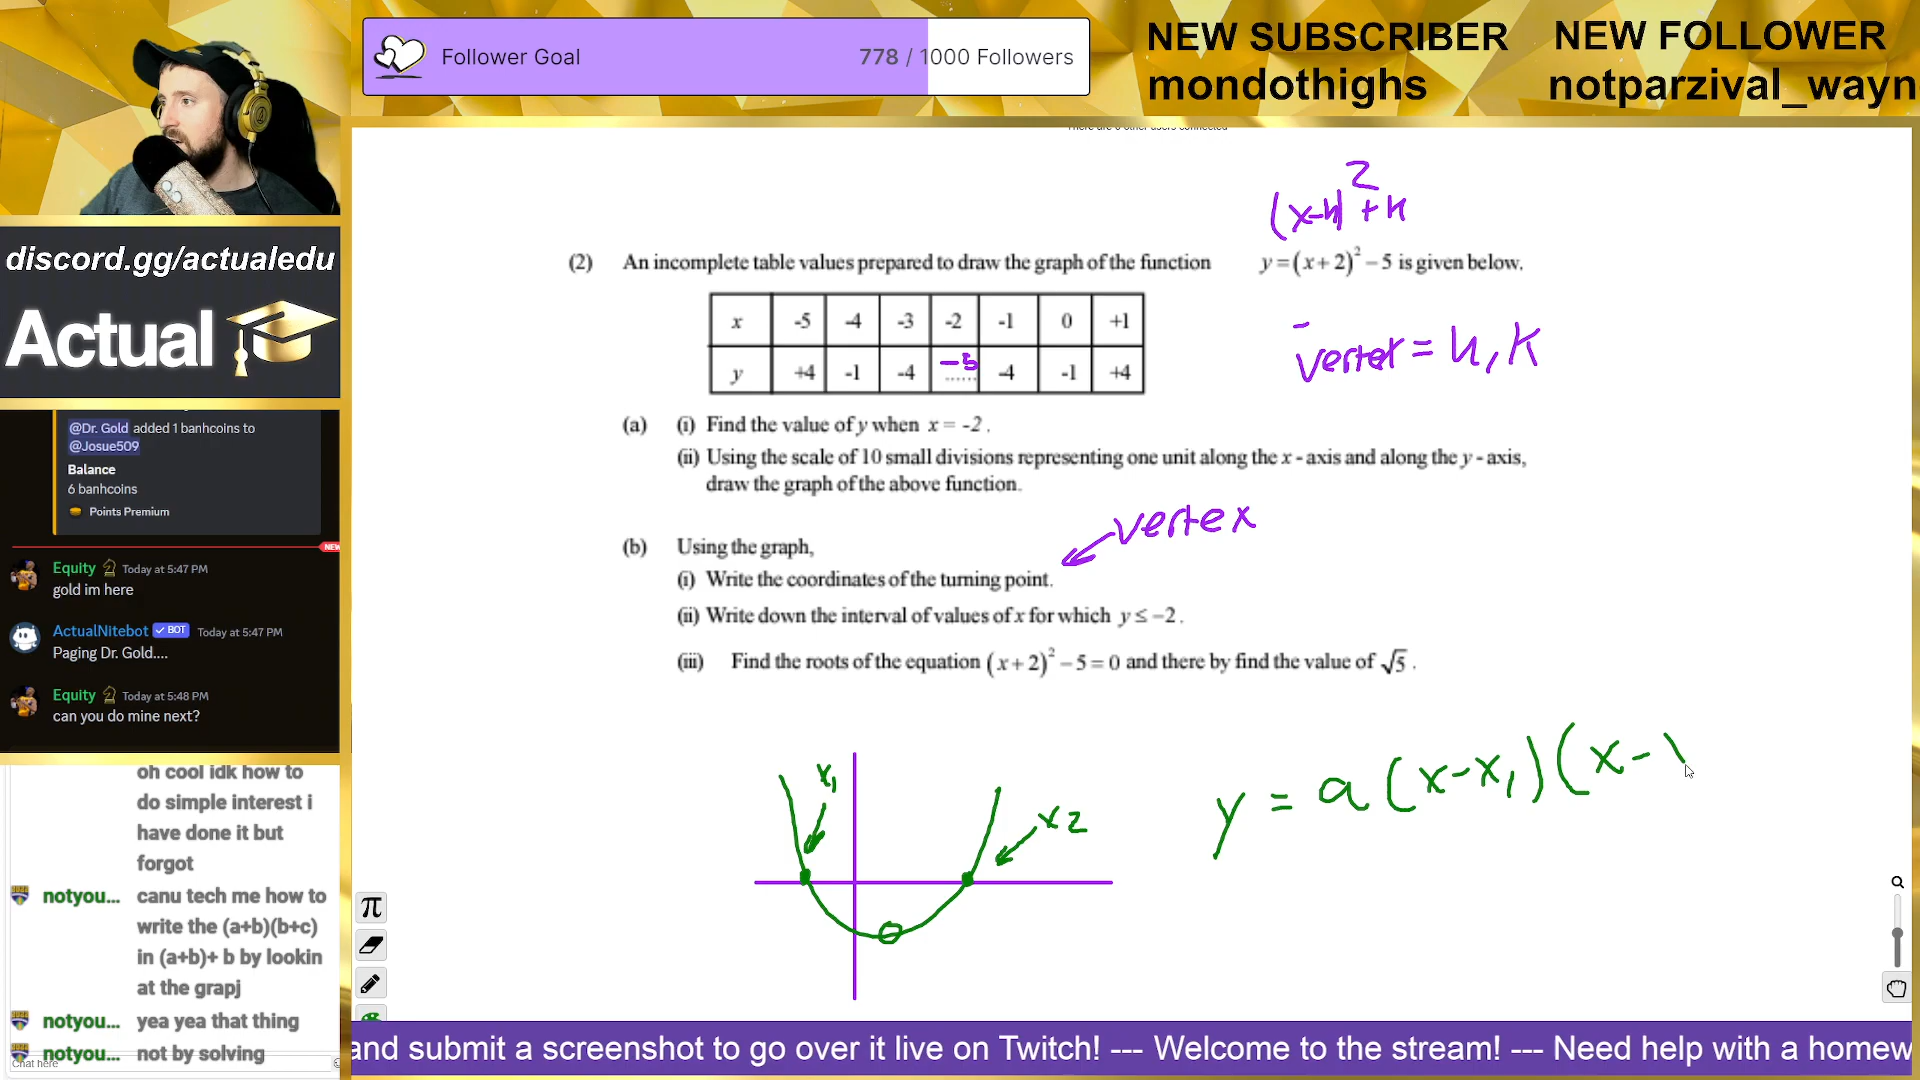 Follower Goal
778 / 1000 Followers
NEW SUBSCRIBER
mondothighs
NEW FOLLOWER
notparzival_wayn
There are 0 other users connected
discord.gg/actualedu
Actual
@Dr. Gold added 1 banhcoins to
@Josue509
Balance
6 banhcoins
Points Premium
NEW
Equity Today at 5:47 PM
gold im here
ActualNitebot ✓ BOT Today at 5:47 PM
Paging Dr. Gold....
Equity Today at 5:48 PM
can you do mine next?
oh cool idk how to
do simple interest i
have done it but
forgot
notyou... canu tech me how to
write the (a+b)(b+c)
in (a+b)+ b by lookin
at the grapj
notyou... yea yea that thing
notyou... not by solving
Chat here
(x-h)² + k
(2) An incomplete table values prepared to draw the graph of the function y = (x + 2)² – 5 is given below.
x -5 -4 -3 -2 -1 0 +1
y +4 -1 -4 -5 ...... -4 -1 +4
vertex = h, k
(a) (i) Find the value of y when x = -2 .
(ii) Using the scale of 10 small divisions representing one unit along the x - axis and along the y - axis,
draw the graph of the above function.
vertex
(b) Using the graph,
(i) Write the coordinates of the turning point.
(ii) Write down the interval of values of x for which y ≤ –2 .
(iii) Find the roots of the equation (x + 2)² – 5 = 0 and there by find the value of √5 .
x₁
x2
y = a(x-x₁)(x-
π
and submit a screenshot to go over it live on Twitch! --- Welcome to the stream! --- Need help with a homew